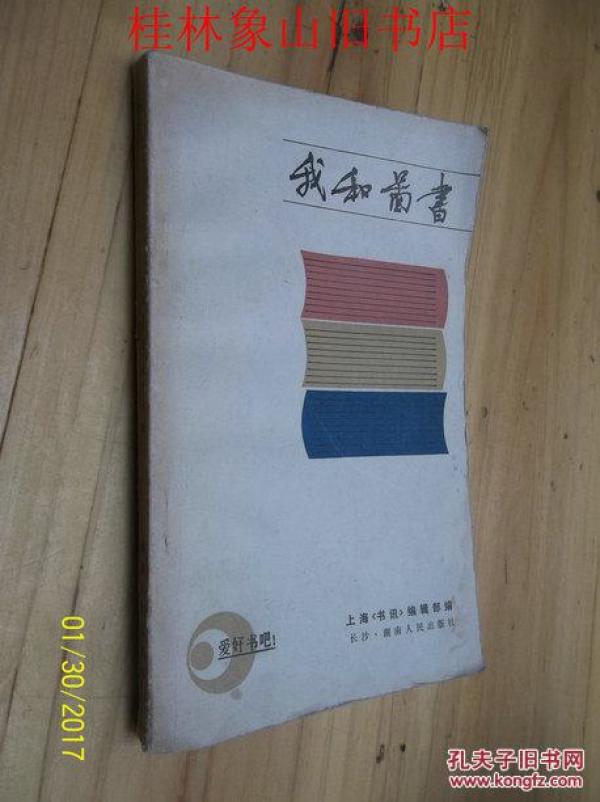 桂林象山旧书店
我和图書
爱好书吧!
上海《书讯》编辑部编
长沙·湖南人民出版社
01/30/2017
孔夫子旧书网
www.kongfz.com